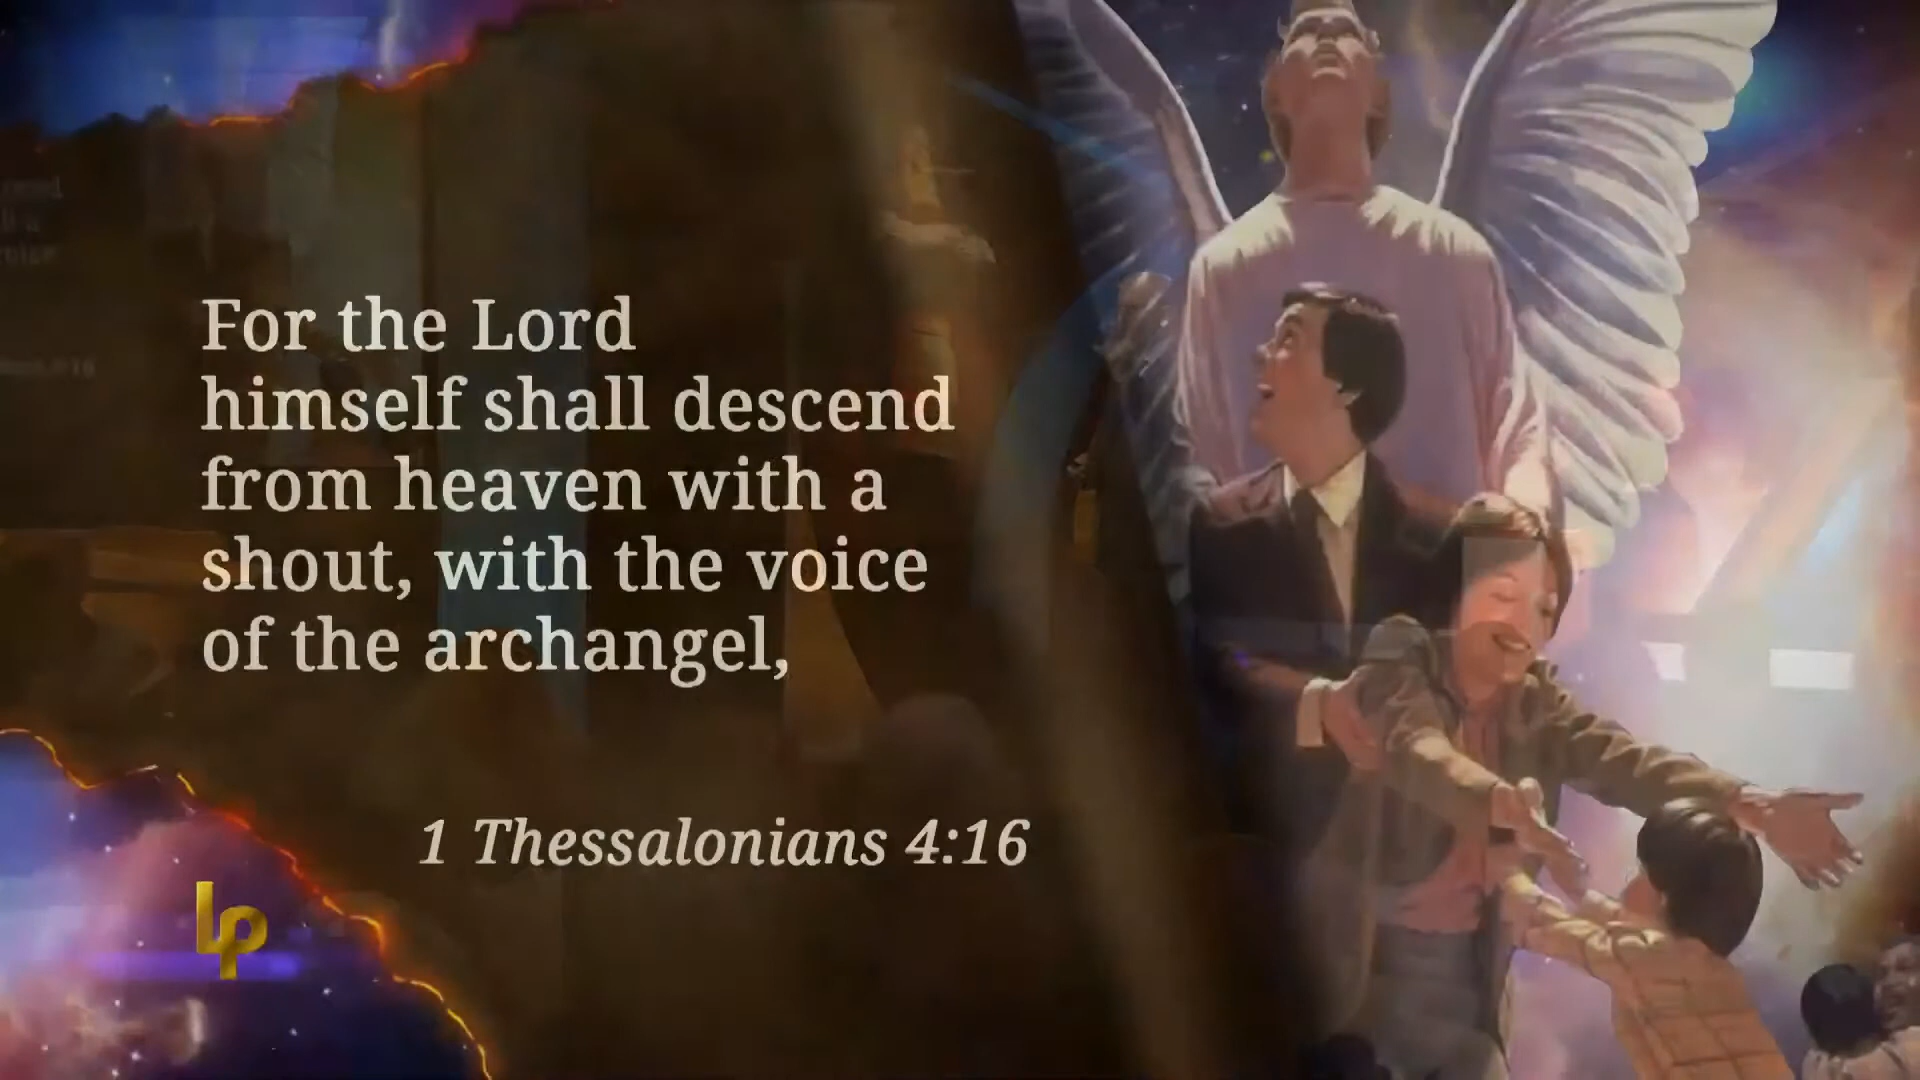 For the Lord
himself shall descend
from heaven with a
shout, with the voice
of the archangel,
1 Thessalonians 4:16
LP